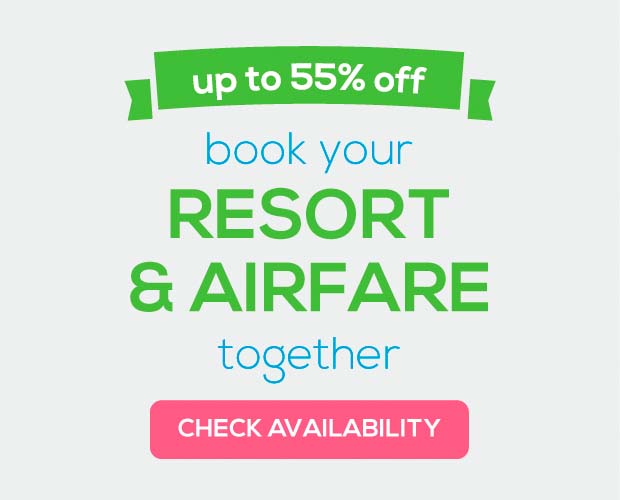 up to 55% off
book your
RESORT
& AIRFARE
together
CHECK AVAILABILITY